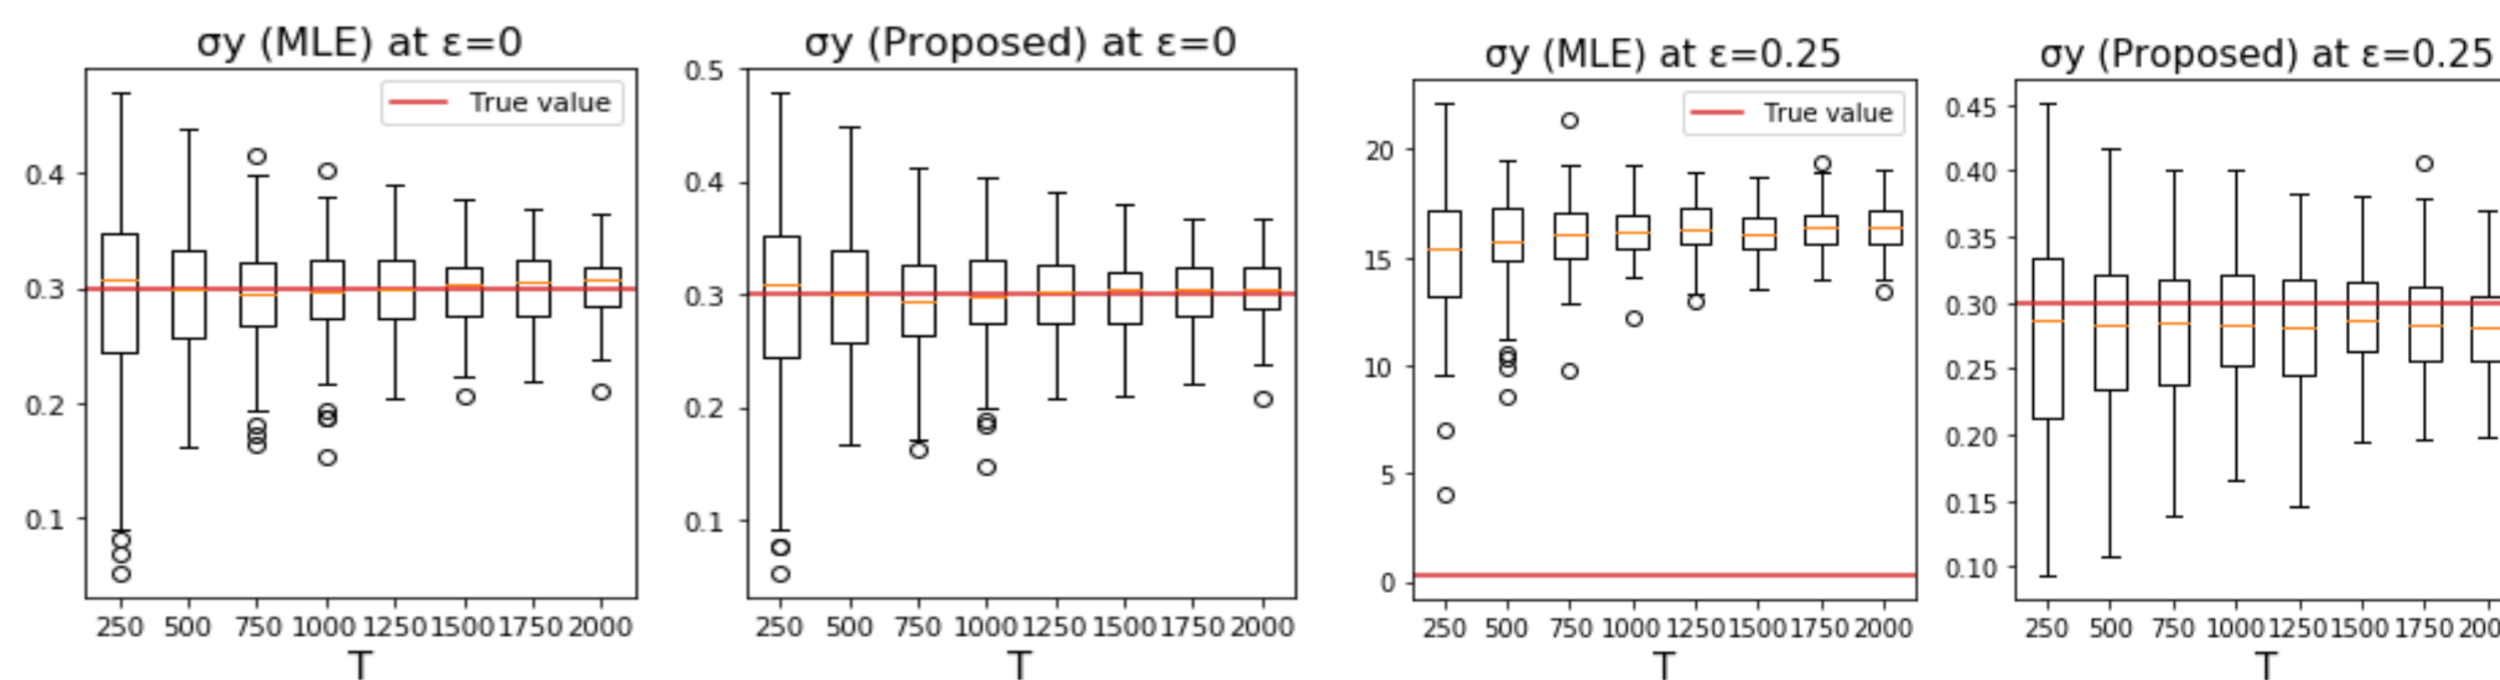 σy (MLE) at ε=0
True value
0.4
0.3
0.2
0.1
250 500 750 1000 1250 1500 1750 2000
T
σy (Proposed) at ε=0
0.5
0.4
0.3
0.2
0.1
250 500 750 1000 1250 1500 1750 2000
T
σy (MLE) at ε=0.25
True value
20
15
10
5
0
250 500 750 1000 1250 1500 1750 2000
T
σy (Proposed) at ε=0.25
0.45
0.40
0.35
0.30
0.25
0.20
0.15
0.10
250 500 750 1000 1250 1500 1750 200
T